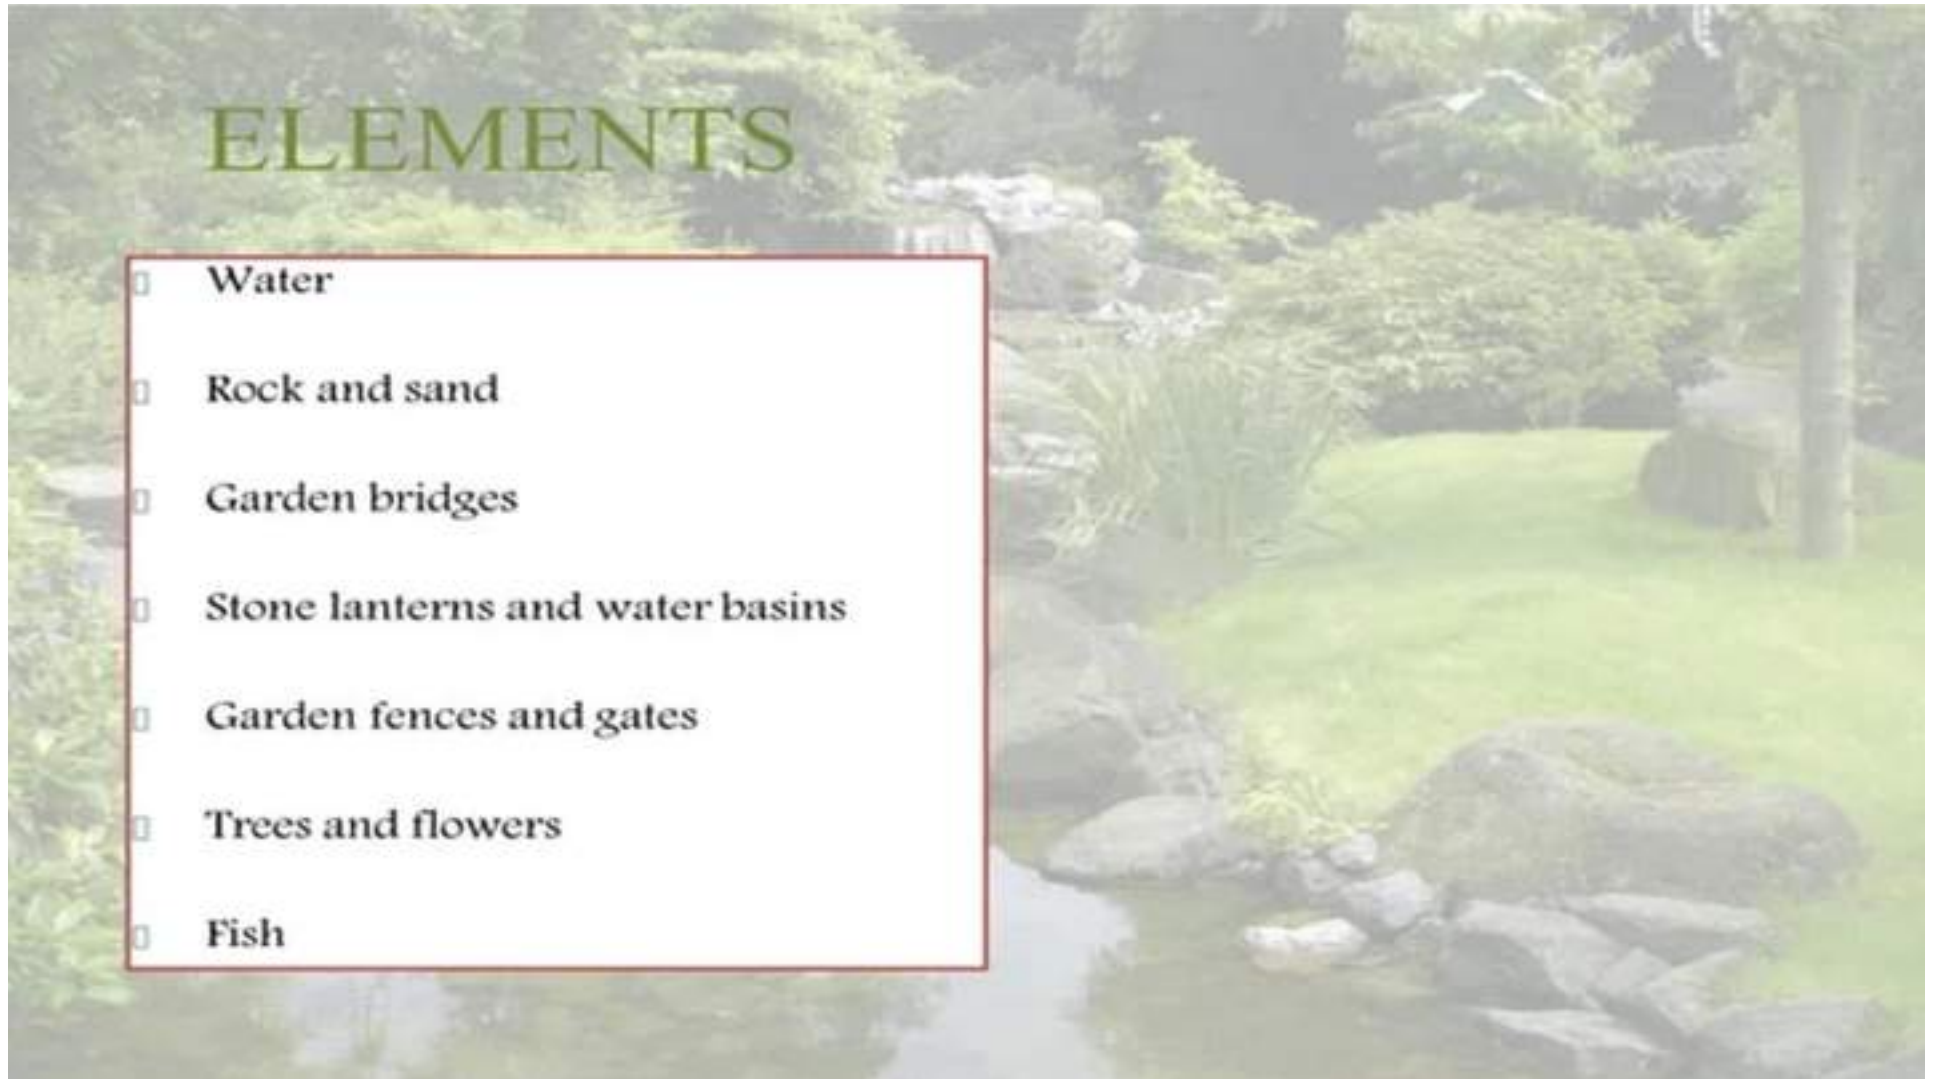 ELEMENTS
Water
Rock and sand
Garden bridges
Stone lanterns and water basins
Garden fences and gates
Trees and flowers
Fish